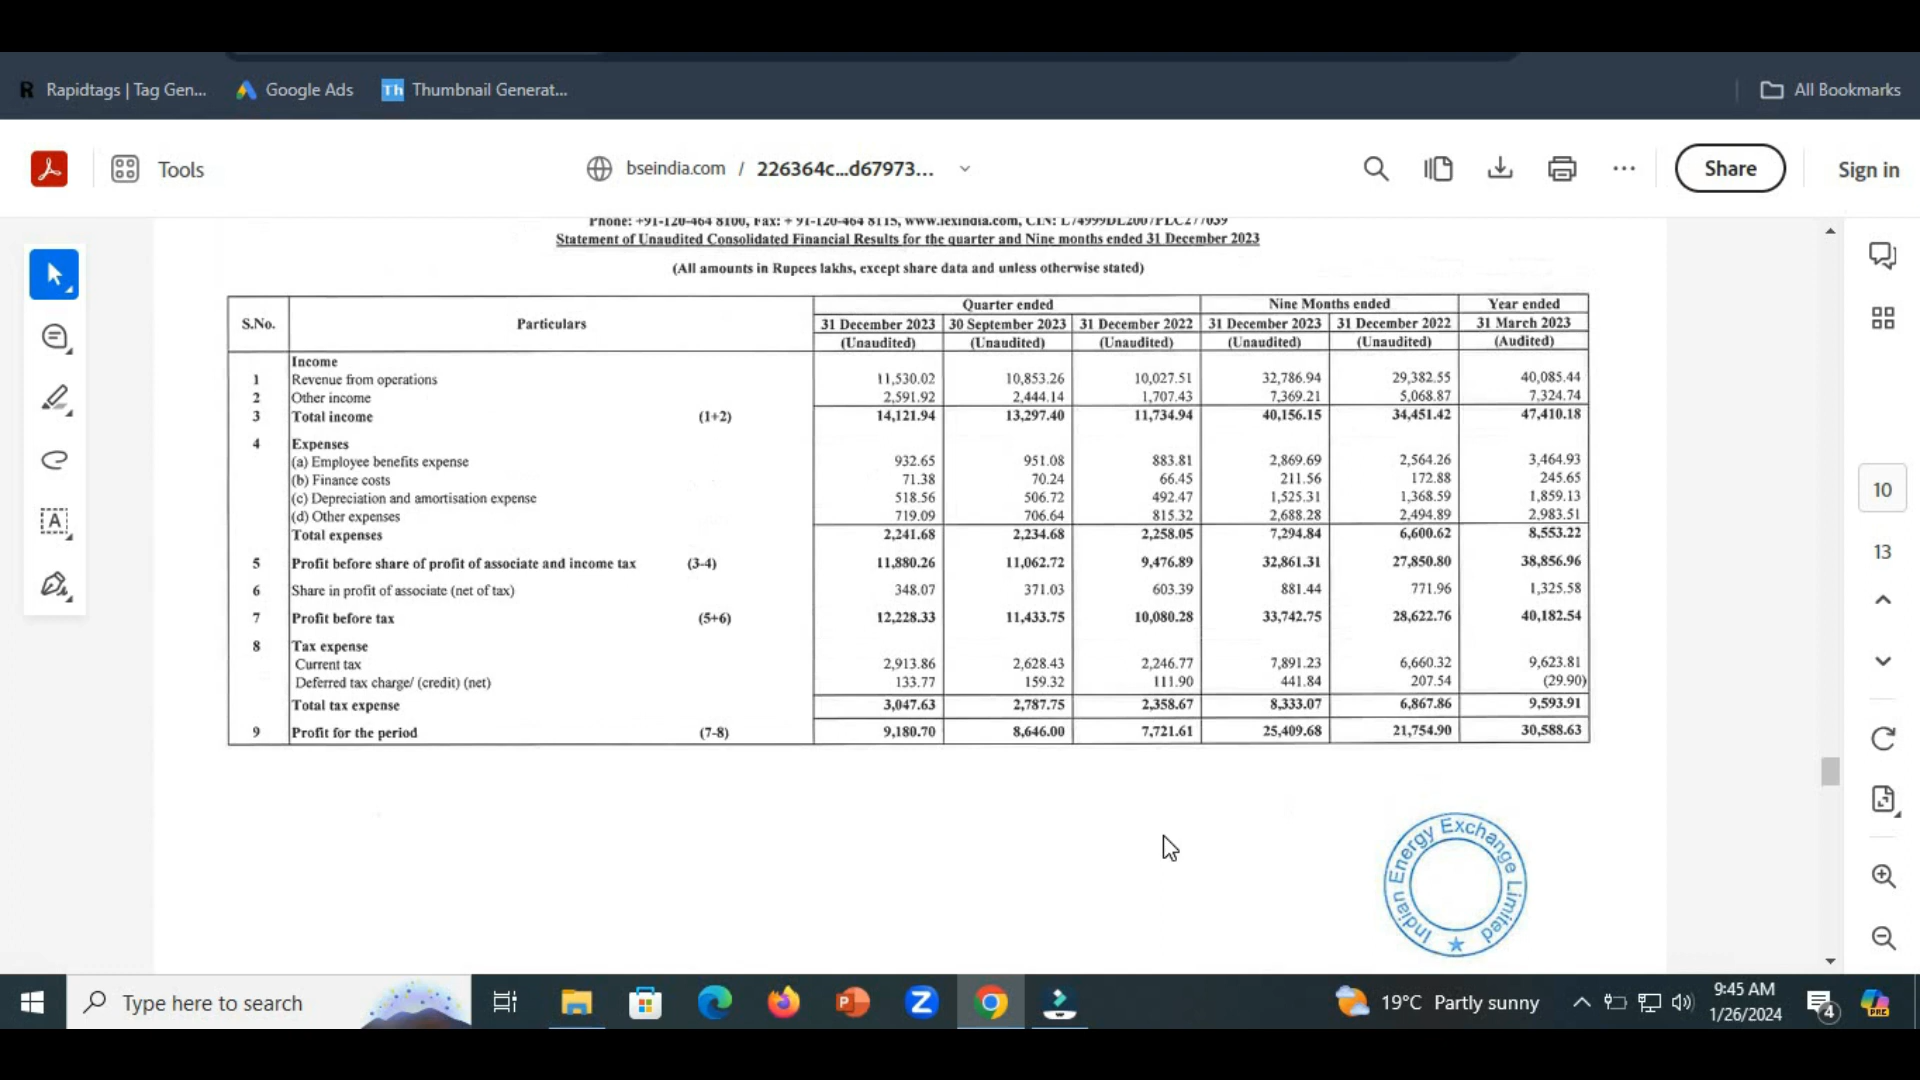 Rapidtags | Tag Gen...
Google Ads
Th Thumbnail Generat...
All Bookmarks
Tools
bseindia.com / 226364c...d67973...
Share
Sign in
Phone: +91-120-464 8100, Fax: + 91-120-464 8115, www.iexindia.com, CIN: L74999DL2007PLC277039
Statement of Unaudited Consolidated Financial Results for the quarter and Nine months ended 31 December 2023
(All amounts in Rupees lakhs, except share data and unless otherwise stated)
S.No. Particulars Quarter ended Nine Months ended Year ended
31 December 2023 30 September 2023 31 December 2022 31 December 2023 31 December 2022 31 March 2023
(Unaudited) (Unaudited) (Unaudited) (Unaudited) (Unaudited) (Audited)
Income
1 Revenue from operations 11,530.02 10,853.26 10,027.51 32,786.94 29,382.55 40,085.44
2 Other income 2,591.92 2,444.14 1,707.43 7,369.21 5,068.87 7,324.74
3 Total income (1+2) 14,121.94 13,297.40 11,734.94 40,156.15 34,451.42 47,410.18
4 Expenses
(a) Employee benefits expense 932.65 951.08 883.81 2,869.69 2,564.26 3,464.93
(b) Finance costs 71.38 70.24 66.45 211.56 172.88 245.65
(c) Depreciation and amortisation expense 518.56 506.72 492.47 1,525.31 1,368.59 1,859.13
(d) Other expenses 719.09 706.64 815.32 2,688.28 2,494.89 2,983.51
Total expenses 2,241.68 2,234.68 2,258.05 7,294.84 6,600.62 8,553.22
5 Profit before share of profit of associate and income tax (3-4) 11,880.26 11,062.72 9,476.89 32,861.31 27,850.80 38,856.96
6 Share in profit of associate (net of tax) 348.07 371.03 603.39 881.44 771.96 1,325.58
7 Profit before tax (5+6) 12,228.33 11,433.75 10,080.28 33,742.75 28,622.76 40,182.54
8 Tax expense
Current tax 2,913.86 2,628.43 2,246.77 7,891.23 6,660.32 9,623.81
Deferred tax charge/ (credit) (net) 133.77 159.32 111.90 441.84 207.54 (29.90)
Total tax expense 3,047.63 2,787.75 2,358.67 8,333.07 6,867.86 9,593.91
9 Profit for the period (7-8) 9,180.70 8,646.00 7,721.61 25,409.68 21,754.90 30,588.63
10
13
Indian Energy Exchange Limited
Type here to search
19°C Partly sunny
9:45 AM
1/26/2024
4
PRE